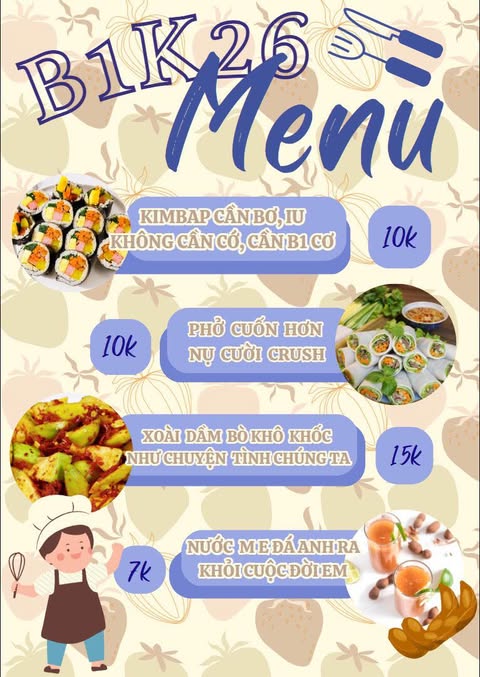 B1K26
Menu
KIMBAP CẦN BƠ, IU
KHÔNG CẦN CỚ, CẦN B1 CƠ
10K
PHỞ CUỐN HƠN
NỤ CƯỜI CRUSH
10K
XOÀI DẦM BÒ KHÔ KHỐC
NHƯ CHUYỆN TÌNH CHÚNG TA
15K
NƯỚC ME ĐÁ ANH RA
KHỎI CUỘC ĐỜI EM
7K